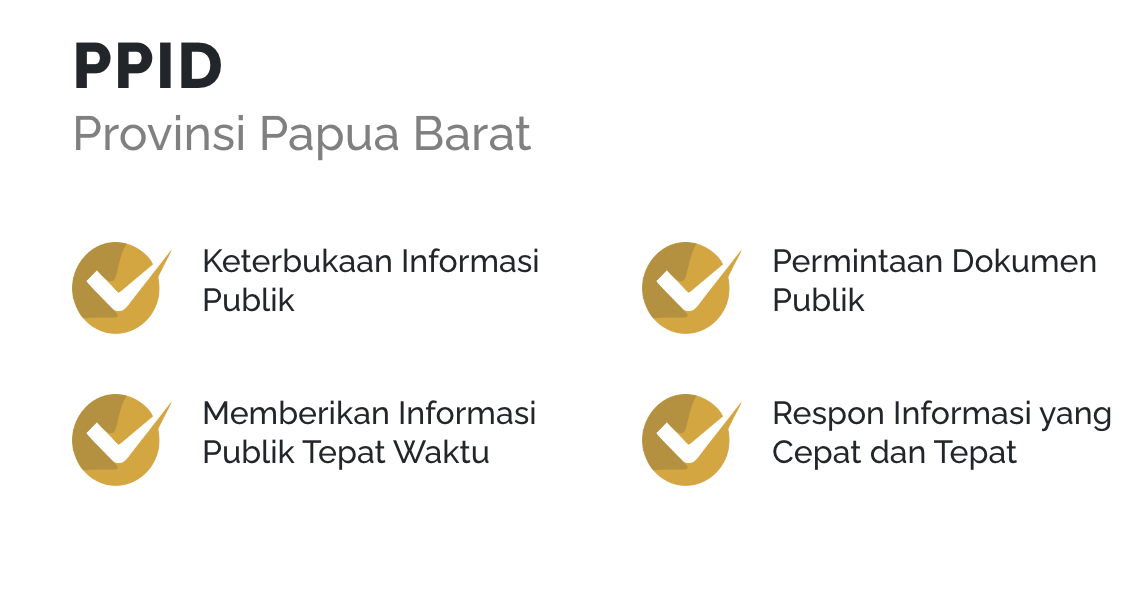 PPID
Provinsi Papua Barat
Keterbukaan Informasi
Publik
Permintaan Dokumen
Publik
Memberikan Informasi
Publik Tepat Waktu
Respon Informasi yang
Cepat dan Tepat